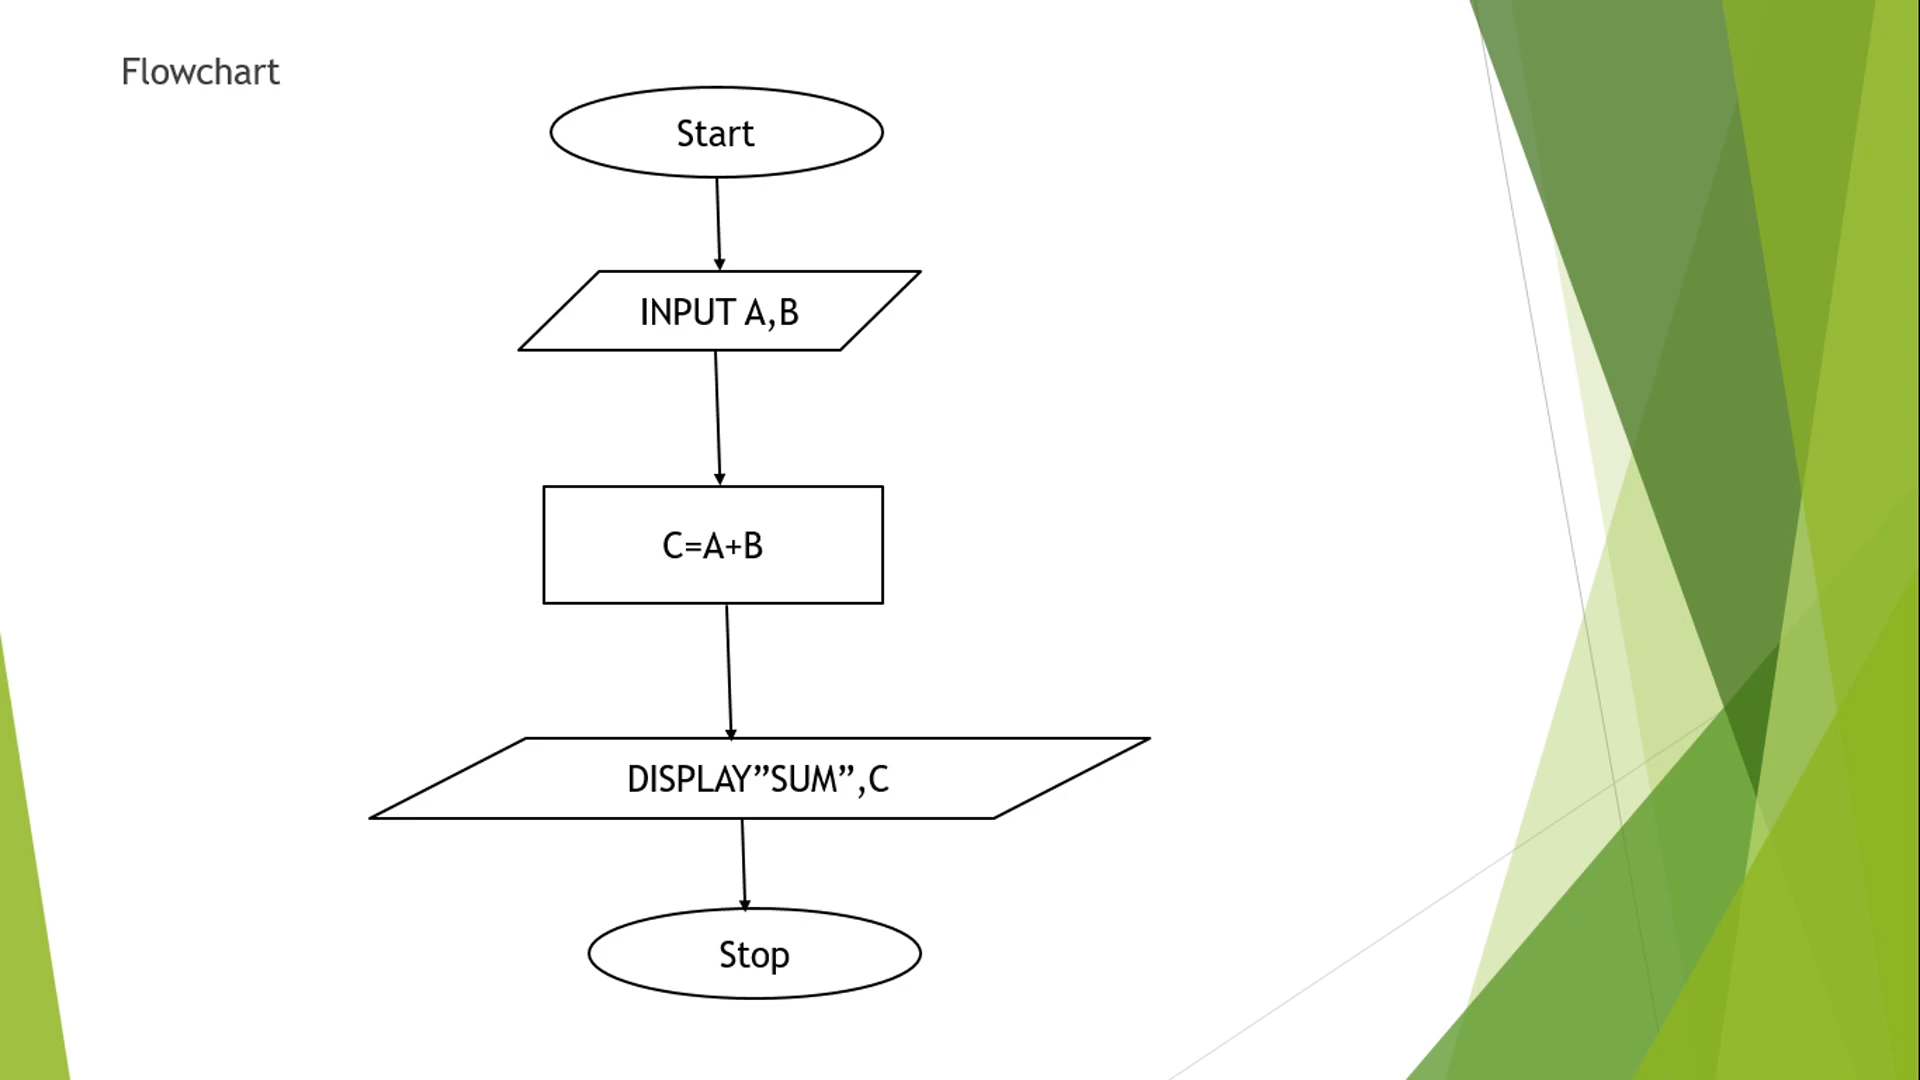 Flowchart
Start
INPUT A,B
C=A+B
DISPLAY”SUM”,C
Stop